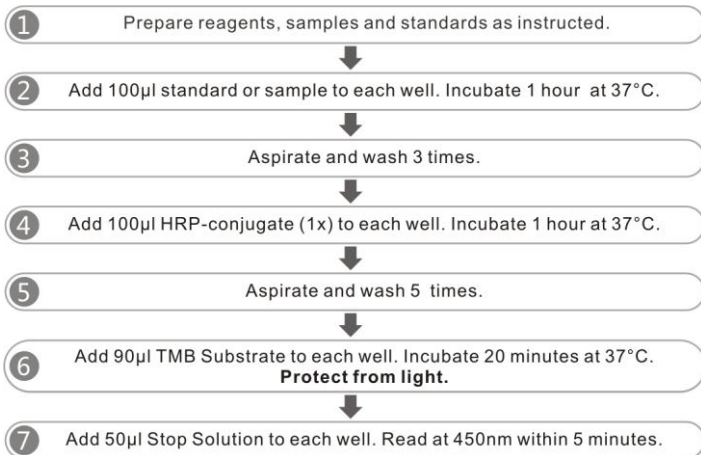 1 Prepare reagents, samples and standards as instructed.
2 Add 100μl standard or sample to each well. Incubate 1 hour at 37°C.
3 Aspirate and wash 3 times.
4 Add 100μl HRP-conjugate (1x) to each well. Incubate 1 hour at 37°C.
5 Aspirate and wash 5 times.
6 Add 90μl TMB Substrate to each well. Incubate 20 minutes at 37°C.
Protect from light.
7 Add 50μl Stop Solution to each well. Read at 450nm within 5 minutes.